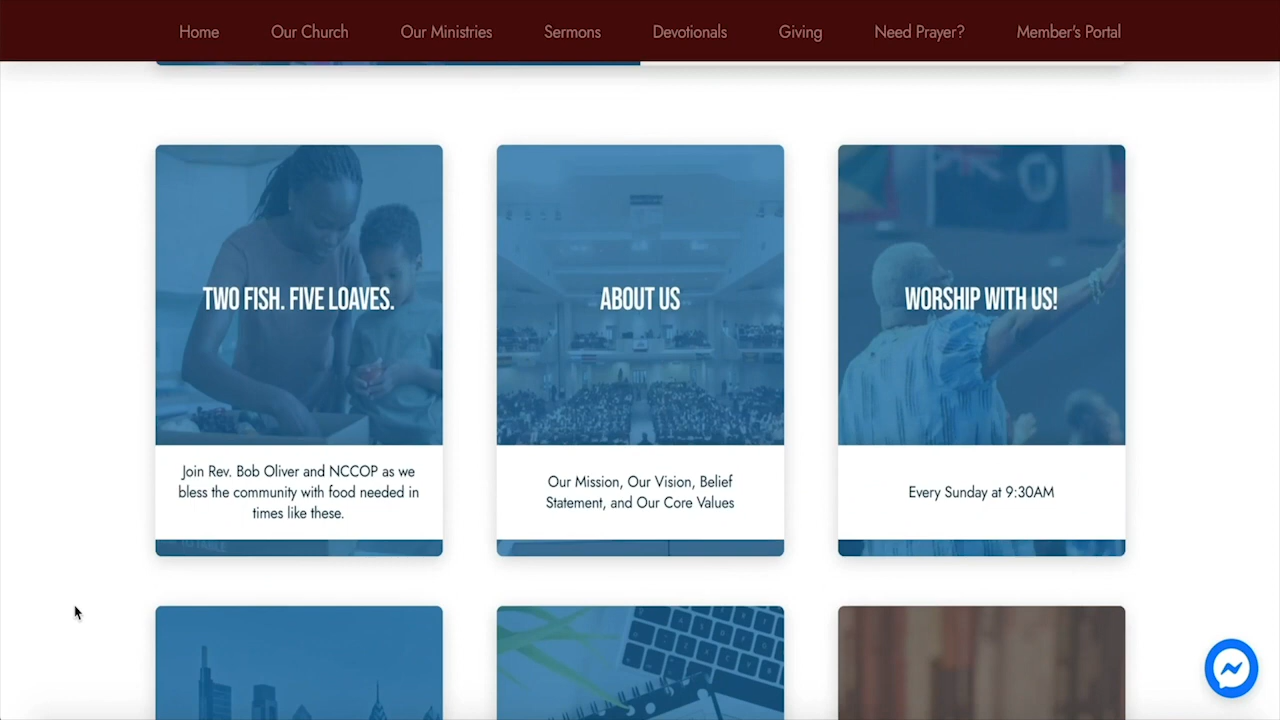 Home Our Church Our Ministries Sermons Devotionals Giving Need Prayer? Member's Portal
TWO FISH. FIVE LOAVES.
ABOUT US
WORSHIP WITH US!
Join Rev. Bob Oliver and NCCOP as we
bless the community with food needed in
times like these.
Our Mission, Our Vision, Belief
Statement, and Our Core Values
Every Sunday at 9:30AM